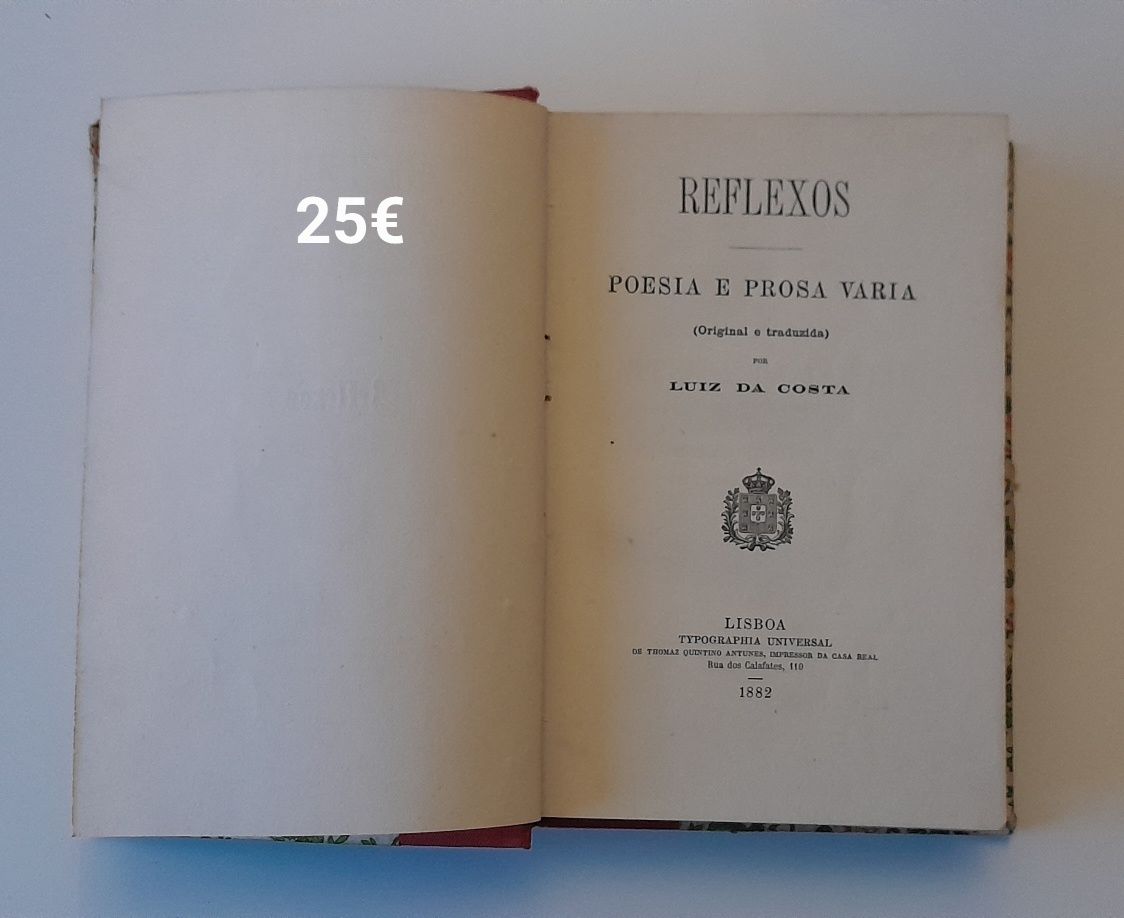 25€
REFLEXOS
POESIA E PROSA VARIA
(Original e traduzida)
POR
LUIZ DA COSTA
LISBOA
TYPOGRAPHIA UNIVERSAL
DE THOMAZ QUINTINO ANTUNES, IMPRESSOR DA CASA REAL
Rua dos Calafates, 110
1882